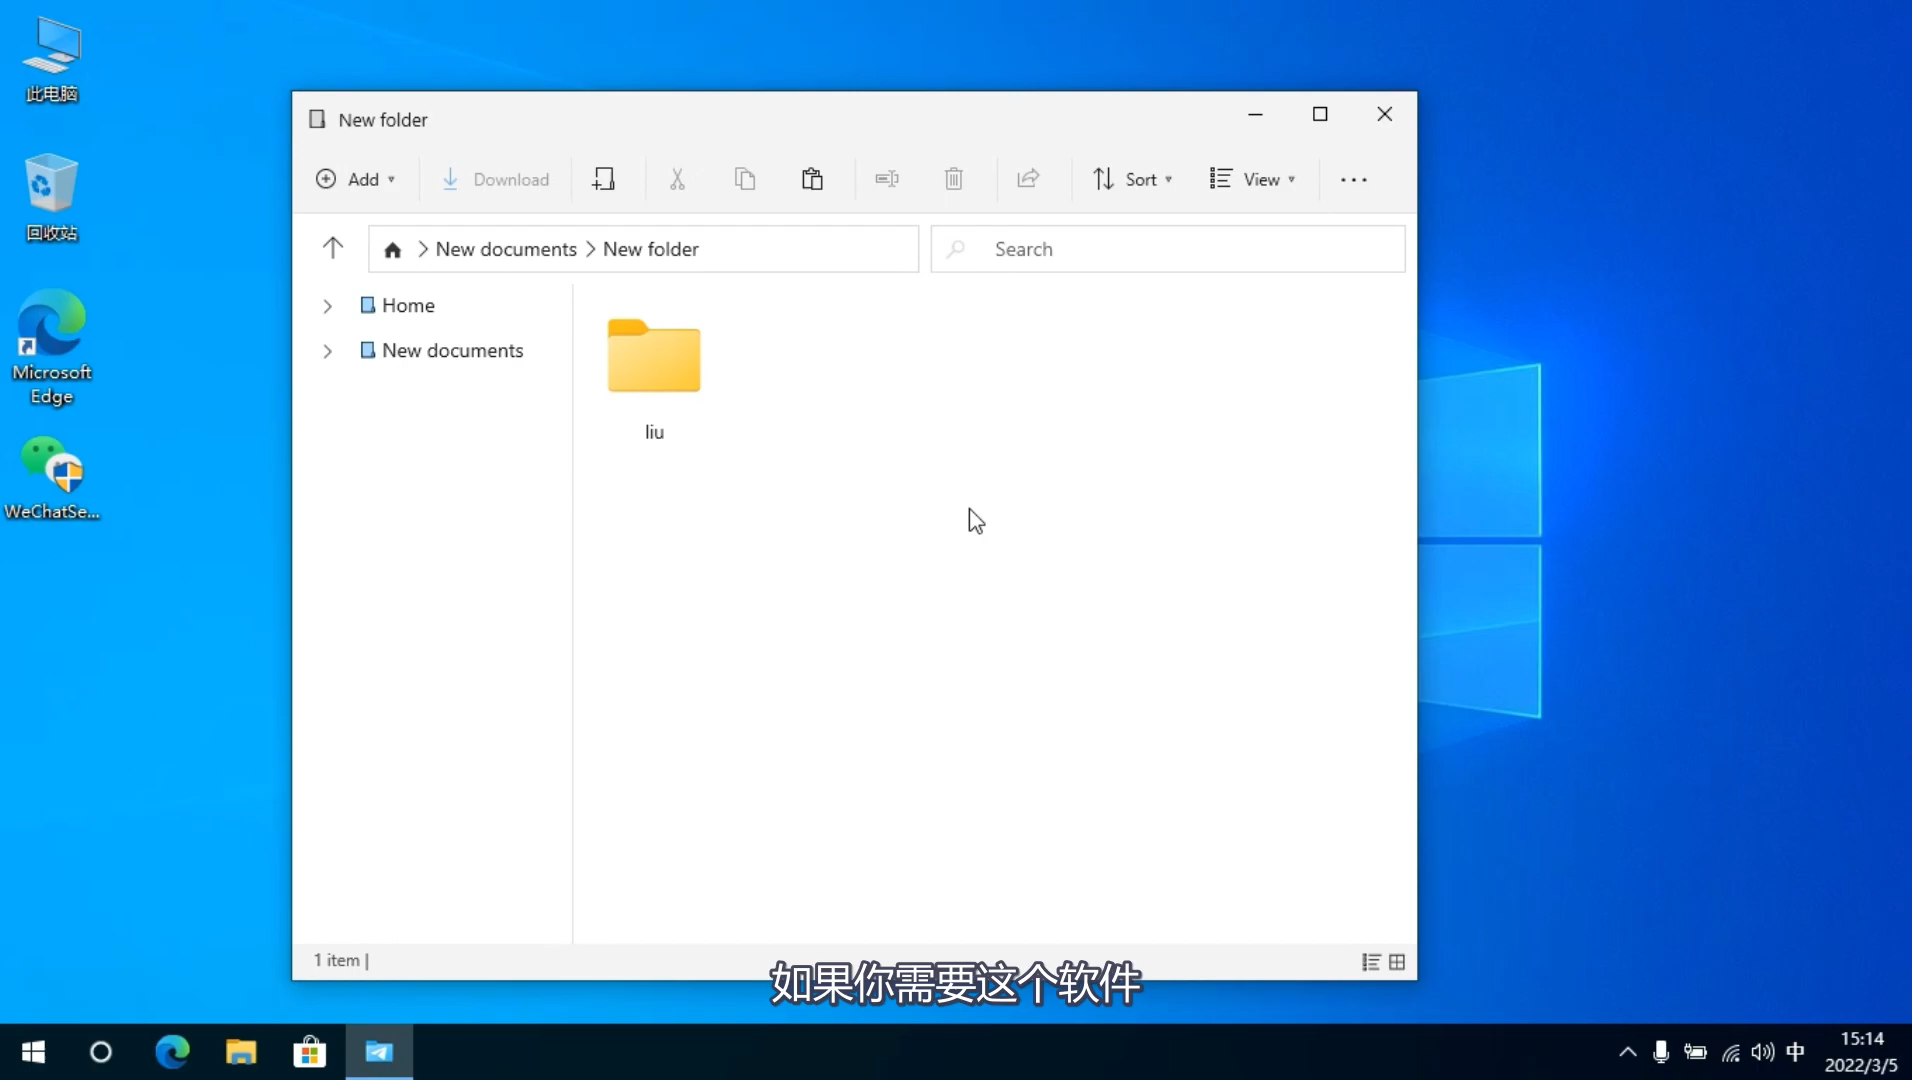 此电脑
回收站
Microsoft
Edge
WeChatSe...
New folder
Add
Download
Sort
View
New documents
New folder
Search
Home
New documents
liu
1 item |
如果你需要这个软件
中
15:14
2022/3/5